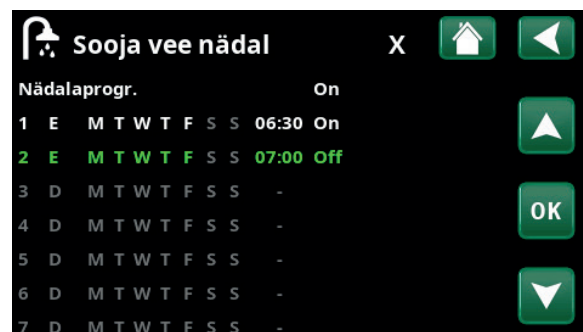 Sooja vee nädal X
Nädalaprogr. On
1 E M T W T F S S 06:30 On
2 E M T W T F S S 07:00 Off
3 D M T W T F S S -
4 D M T W T F S S -
OK
5 D M T W T F S S -
6 D M T W T F S S -
7 D M T W T F S S